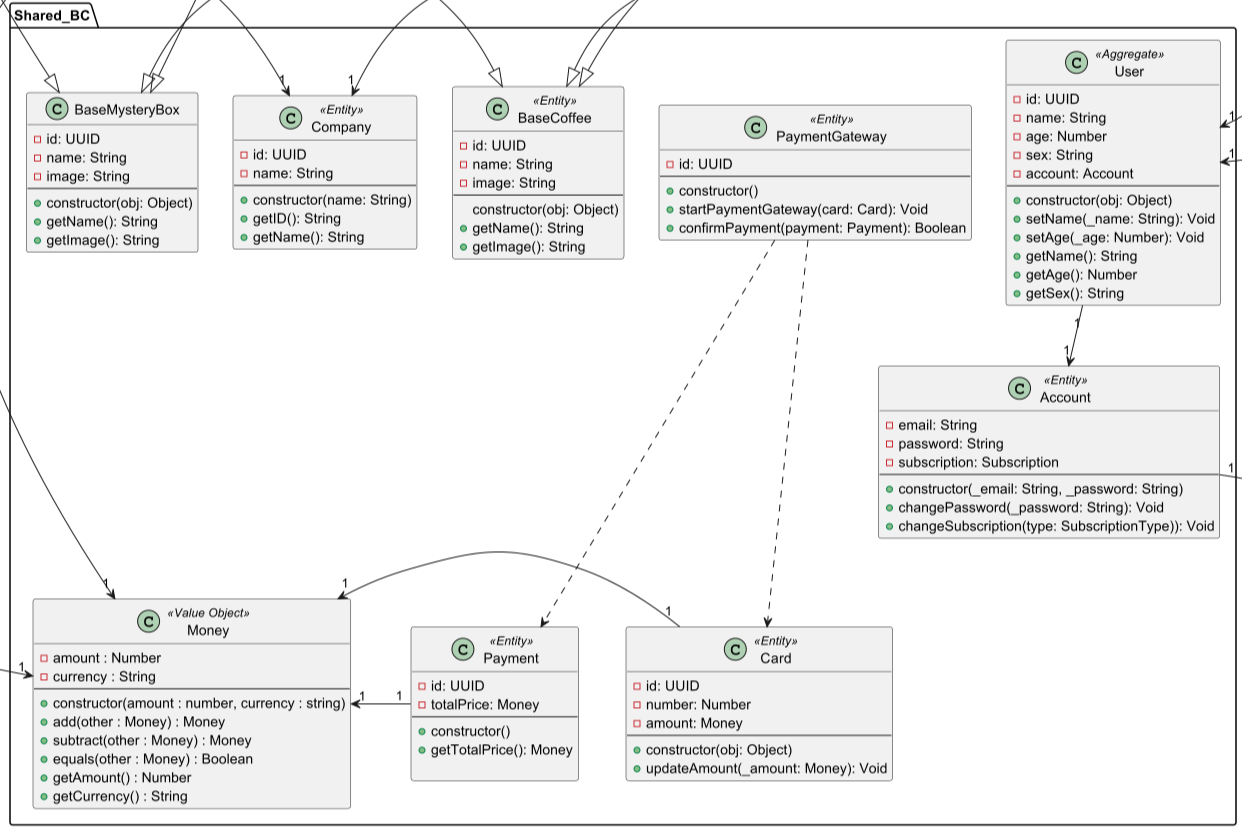 Shared_BC
C BaseMysteryBox
id: UUID
name: String
image: String
constructor(obj: Object)
getName(): String
getImage(): String
1
1
«Entity»
C Company
id: UUID
name: String
constructor(name: String)
getID(): String
getName(): String
«Entity»
C BaseCoffee
id: UUID
name: String
image: String
constructor(obj: Object)
getName(): String
getImage(): String
«Entity»
C PaymentGateway
id: UUID
constructor()
startPaymentGateway(card: Card): Void
confirmPayment(payment: Payment): Boolean
«Aggregate»
C User
id: UUID
name: String
age: Number
sex: String
account: Account
constructor(obj: Object)
setName(_name: String): Void
setAge(_age: Number): Void
getName(): String
getAge(): Number
getSex(): String
1
1
1
1
«Entity»
C Account
email: String
password: String
subscription: Subscription
constructor(_email: String, _password: String)
changePassword(_password: String): Void
changeSubscription(type: SubscriptionType)): Void
1
1
1
1
«Value Object»
C Money
amount : Number
currency : String
constructor(amount : number, currency : string)
add(other : Money) : Money
subtract(other : Money) : Money
equals(other : Money) : Boolean
getAmount() : Number
getCurrency() : String
1
1
1
«Entity»
C Payment
id: UUID
totalPrice: Money
constructor()
getTotalPrice(): Money
«Entity»
C Card
id: UUID
number: Number
amount: Money
constructor(obj: Object)
updateAmount(_amount: Money): Void